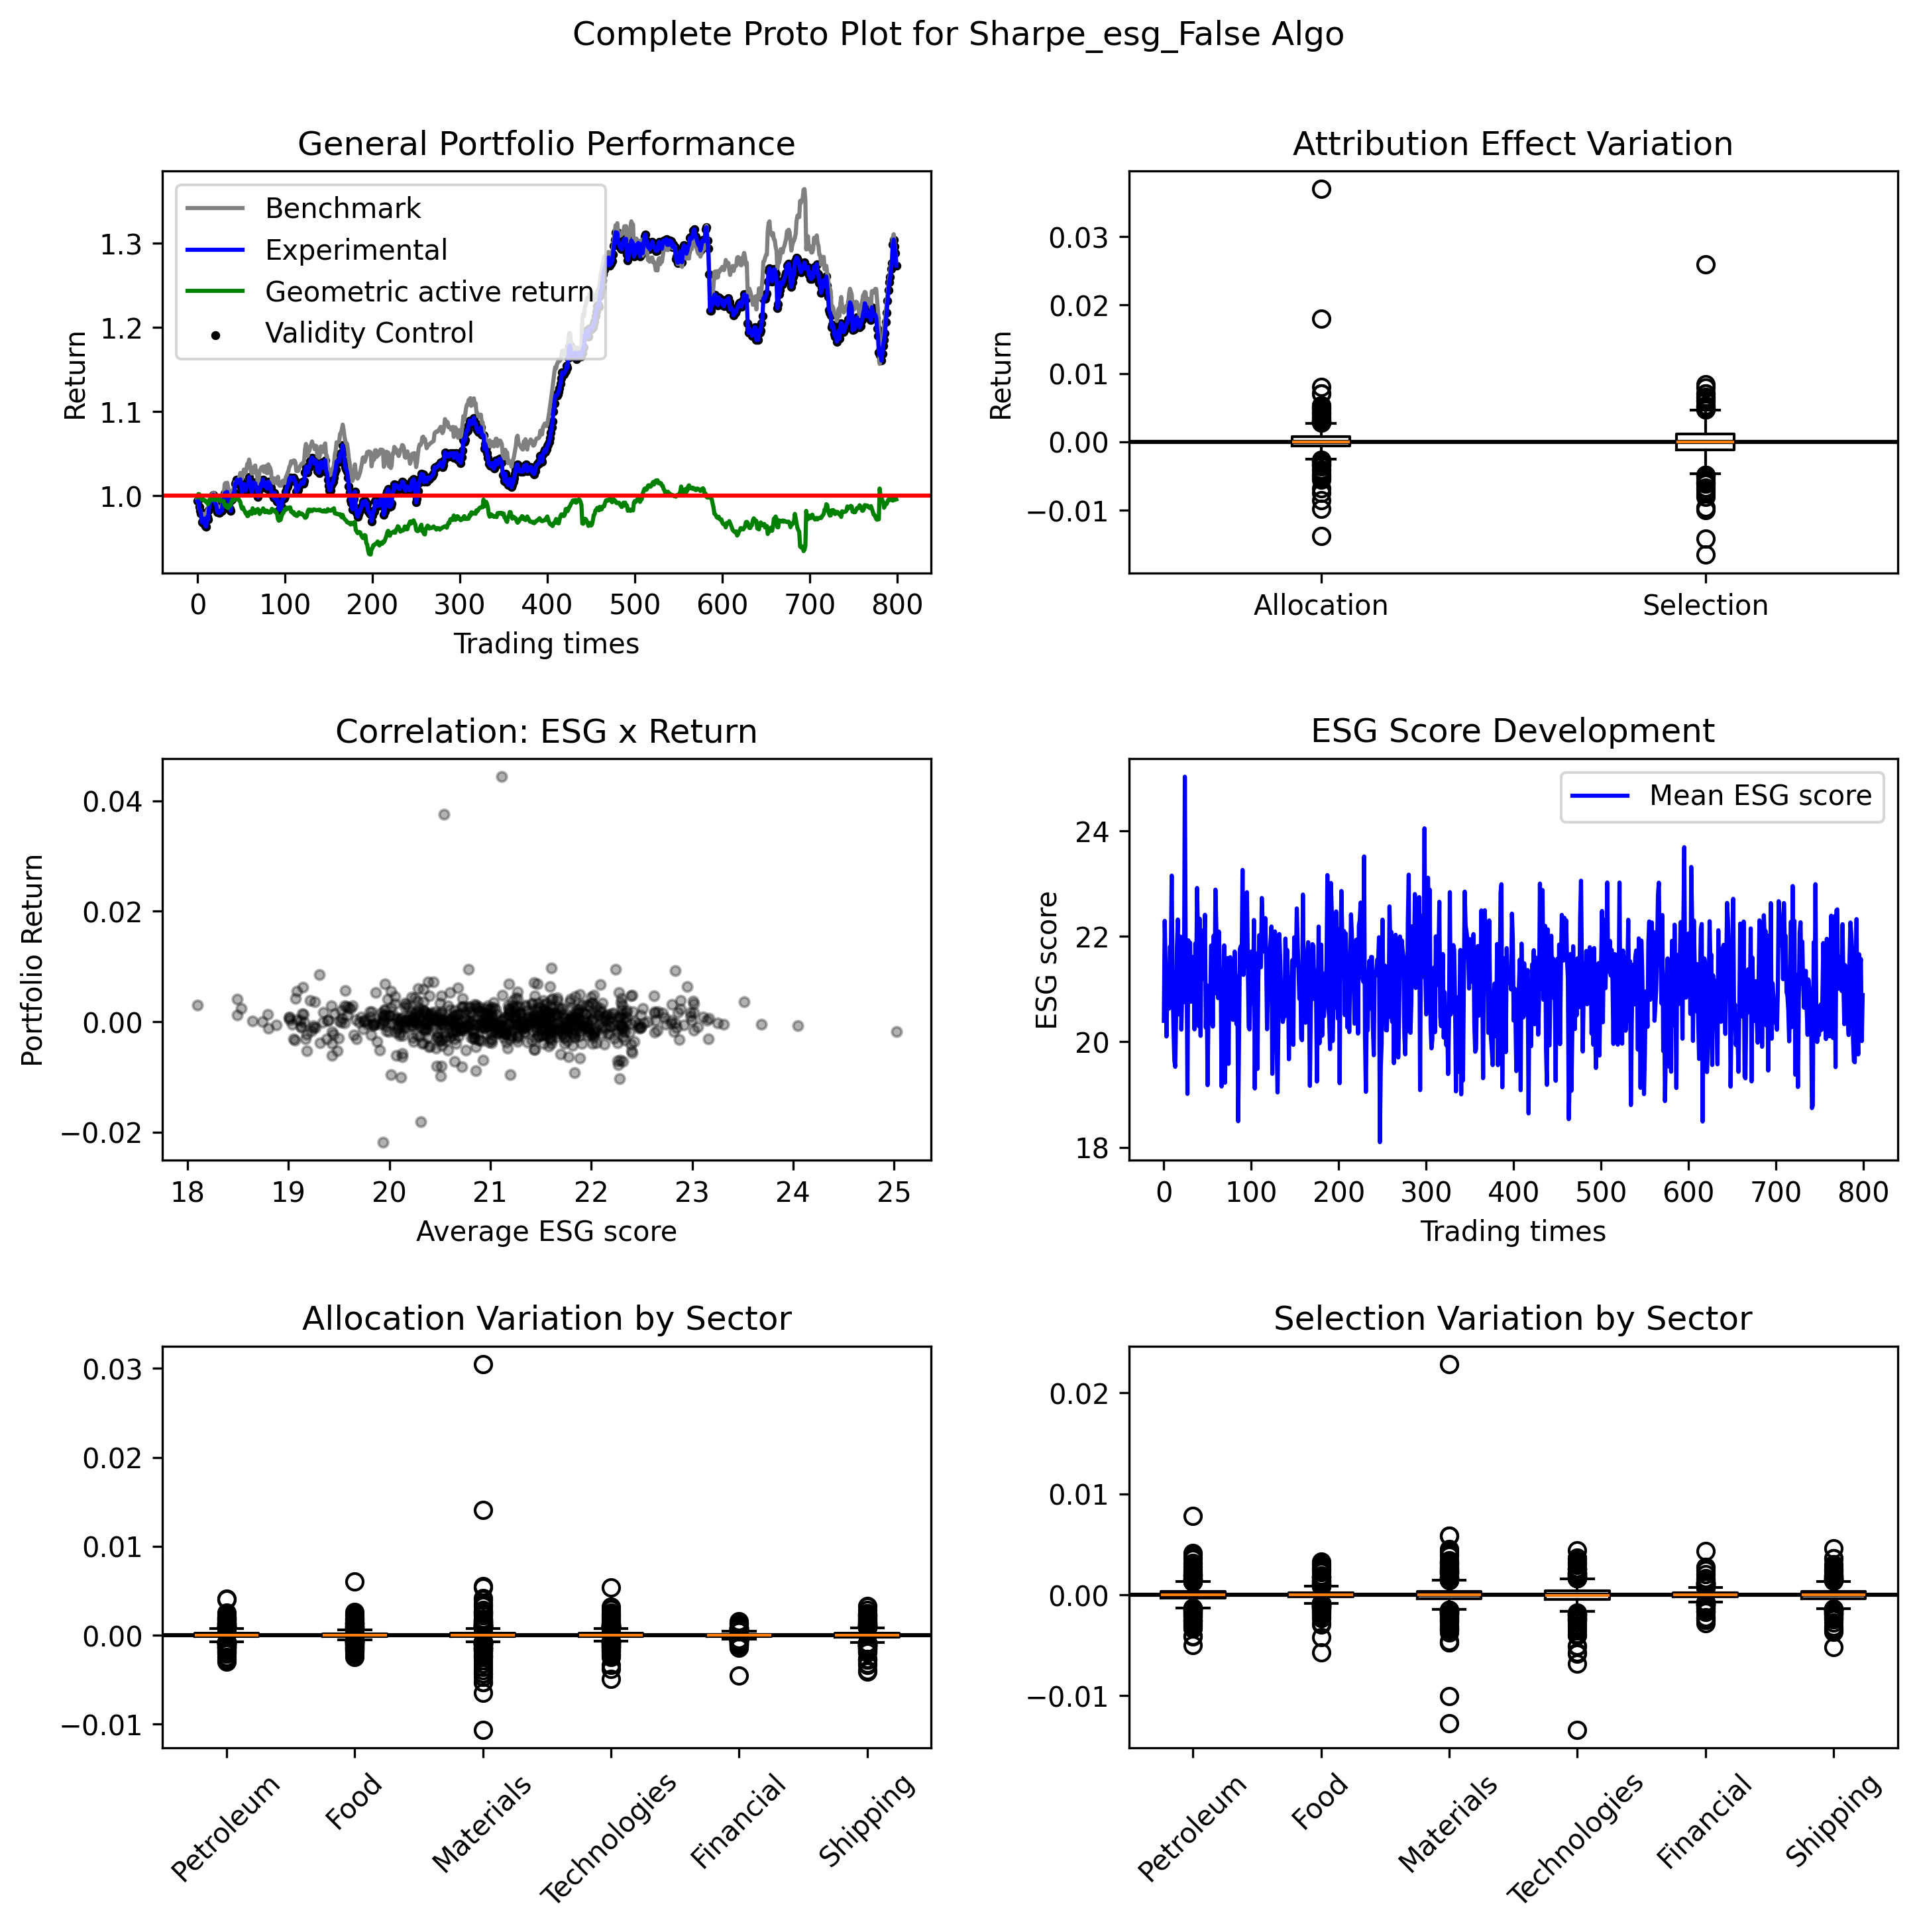 Complete Proto Plot for Sharpe_esg_False Algo
General Portfolio Performance
Benchmark
Experimental
Geometric active return
Validity Control
Return
1.3
1.2
1.1
1.0
0 100 200 300 400 500 600 700 800
Trading times
Attribution Effect Variation
Return
0.03
0.02
0.01
0.00
−0.01
Allocation Selection
Correlation: ESG x Return
Portfolio Return
0.04
0.02
0.00
−0.02
18 19 20 21 22 23 24 25
Average ESG score
ESG Score Development
Mean ESG score
ESG score
24
22
20
18
0 100 200 300 400 500 600 700 800
Trading times
Allocation Variation by Sector
0.03
0.02
0.01
0.00
−0.01
Petroleum Food Materials Technologies Financial Shipping
Selection Variation by Sector
0.02
0.01
0.00
−0.01
Petroleum Food Materials Technologies Financial Shipping